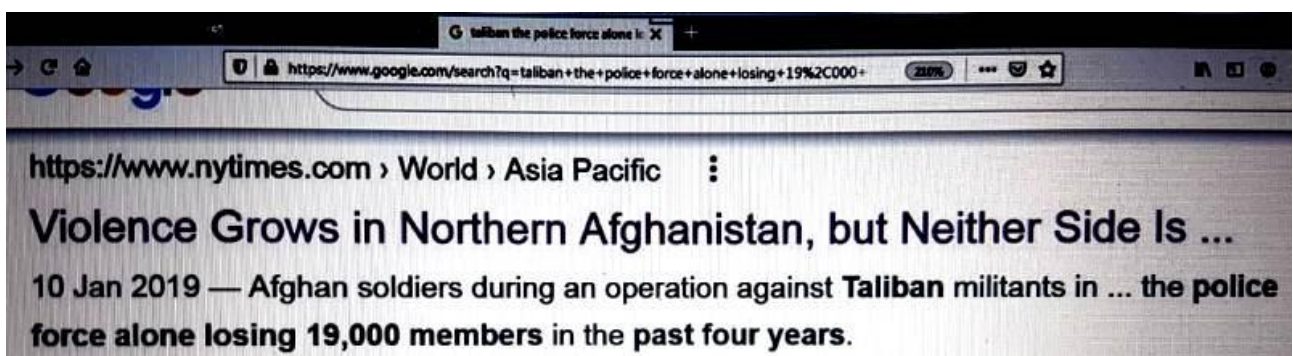 G taliban the police force alone lo X +
https://www.google.com/search?q=taliban+the+police+force+alone+losing+19%2C000+ 210% •••
https://www.nytimes.com › World › Asia Pacific
Violence Grows in Northern Afghanistan, but Neither Side Is ...
10 Jan 2019 — Afghan soldiers during an operation against Taliban militants in ... the police
force alone losing 19,000 members in the past four years.